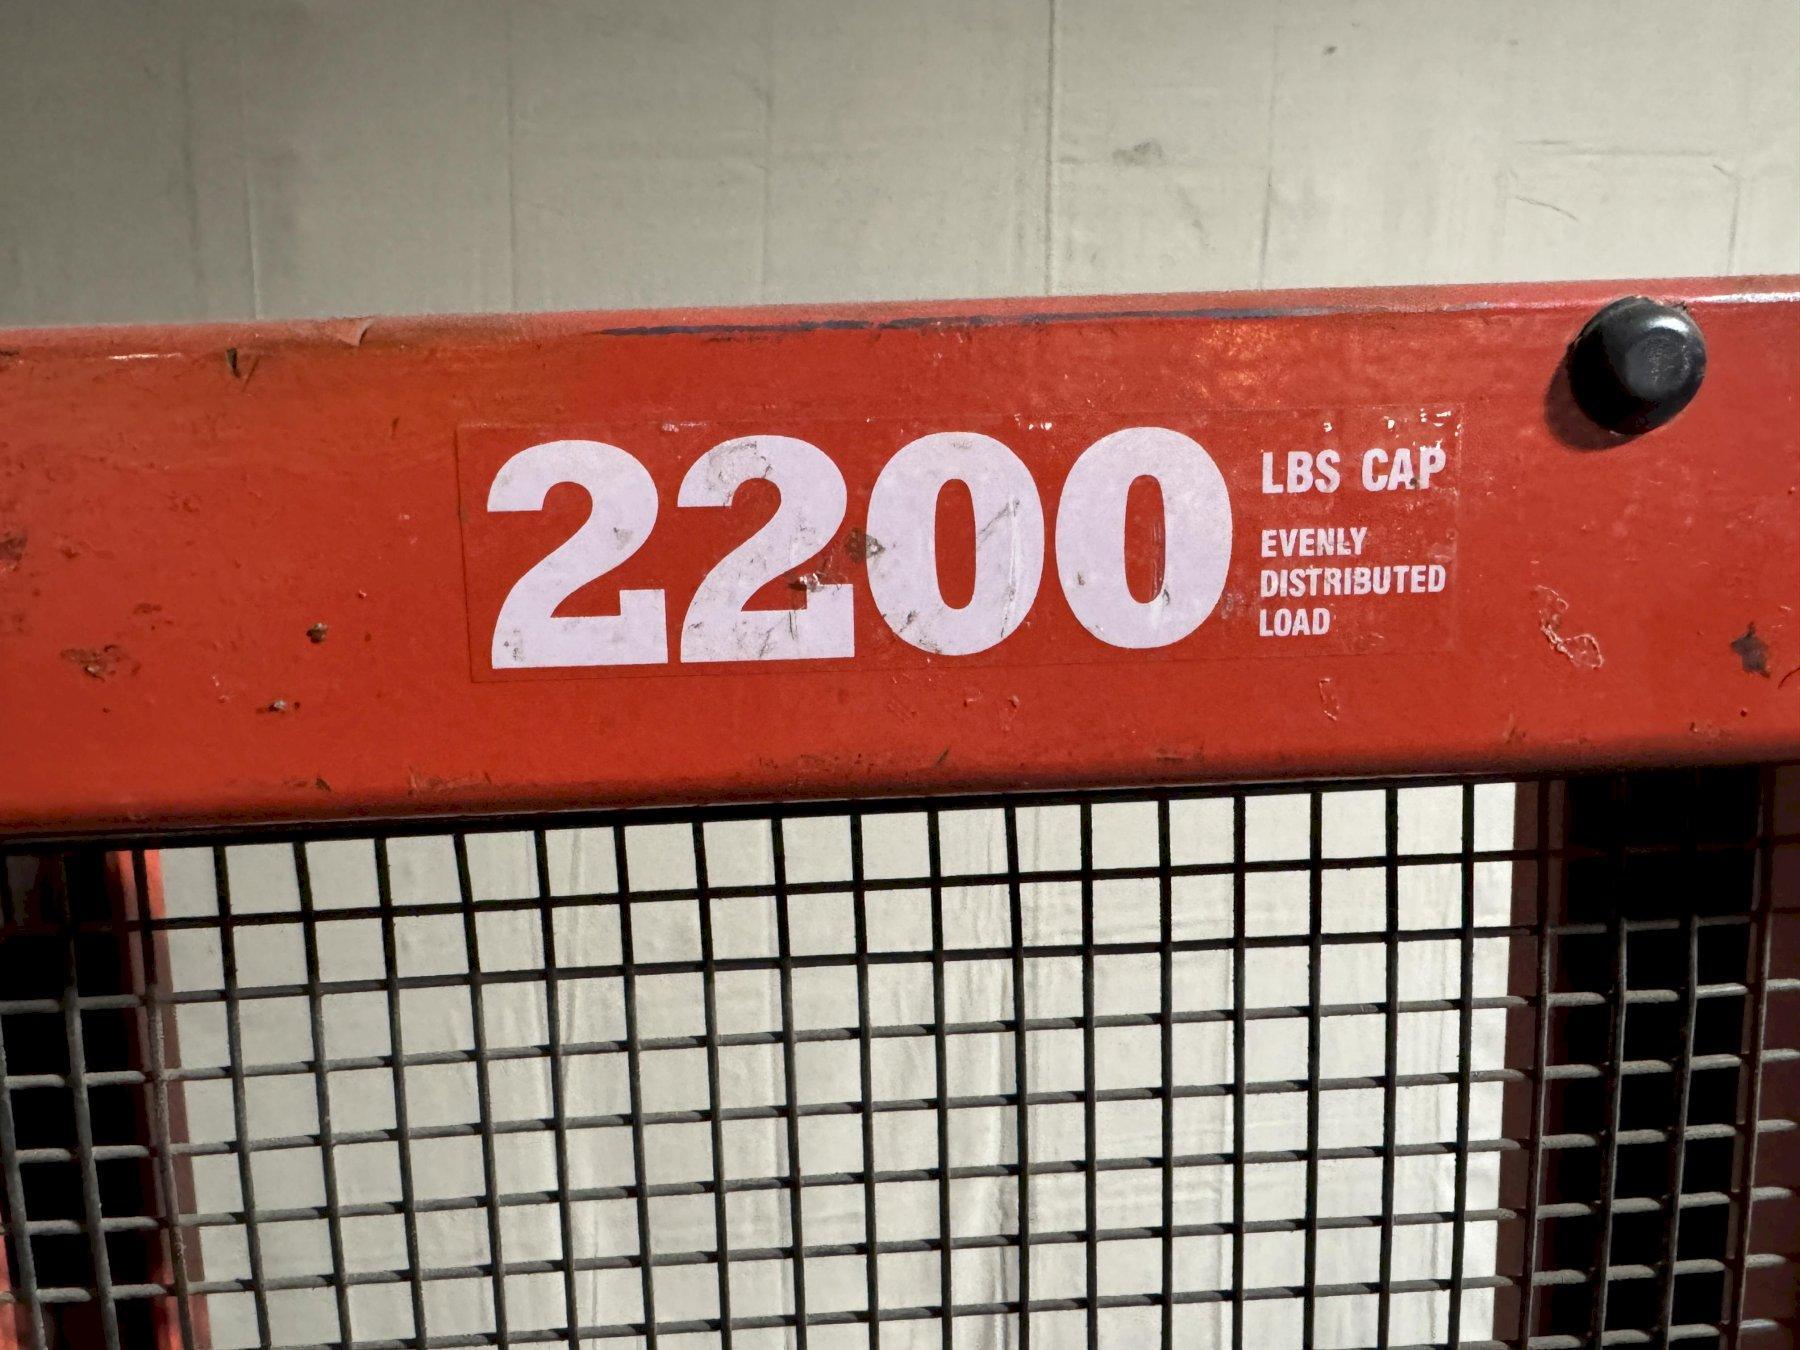 2200
LBS CAP
EVENLY
DISTRIBUTED
LOAD